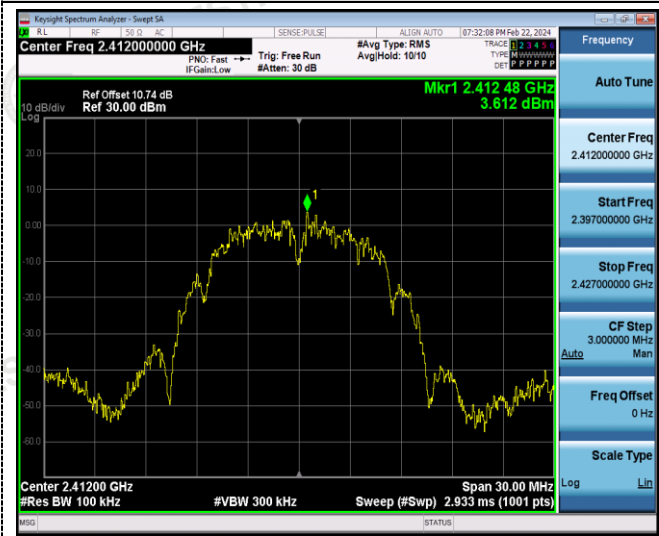 Keysight Spectrum Analyzer - Swept SA
RL RF 50 Ω AC SENSE:PULSE ALIGN AUTO 07:32:08 PM Feb 22, 2024
Center Freq 2.412000000 GHz
PNO: Fast
IFGain:Low
Trig: Free Run
#Atten: 30 dB
#Avg Type: RMS
Avg|Hold: 10/10
TRACE 1 2 3 4 5 6
TYPE M WWWWW
DET P P P P P P
Mkr1 2.412 48 GHz
3.612 dBm
Ref Offset 10.74 dB
10 dB/div Ref 30.00 dBm
Log
1
20.0
10.0
0.00
-10.0
-20.0
-30.0
-40.0
-50.0
-60.0
Center 2.41200 GHz Span 30.00 MHz
#Res BW 100 kHz #VBW 300 kHz Sweep (#Swp) 2.933 ms (1001 pts)
MSG STATUS
Frequency
Auto Tune
Center Freq
2.412000000 GHz
Start Freq
2.397000000 GHz
Stop Freq
2.427000000 GHz
CF Step
3.000000 MHz
Auto Man
Freq Offset
0 Hz
Scale Type
Log Lin